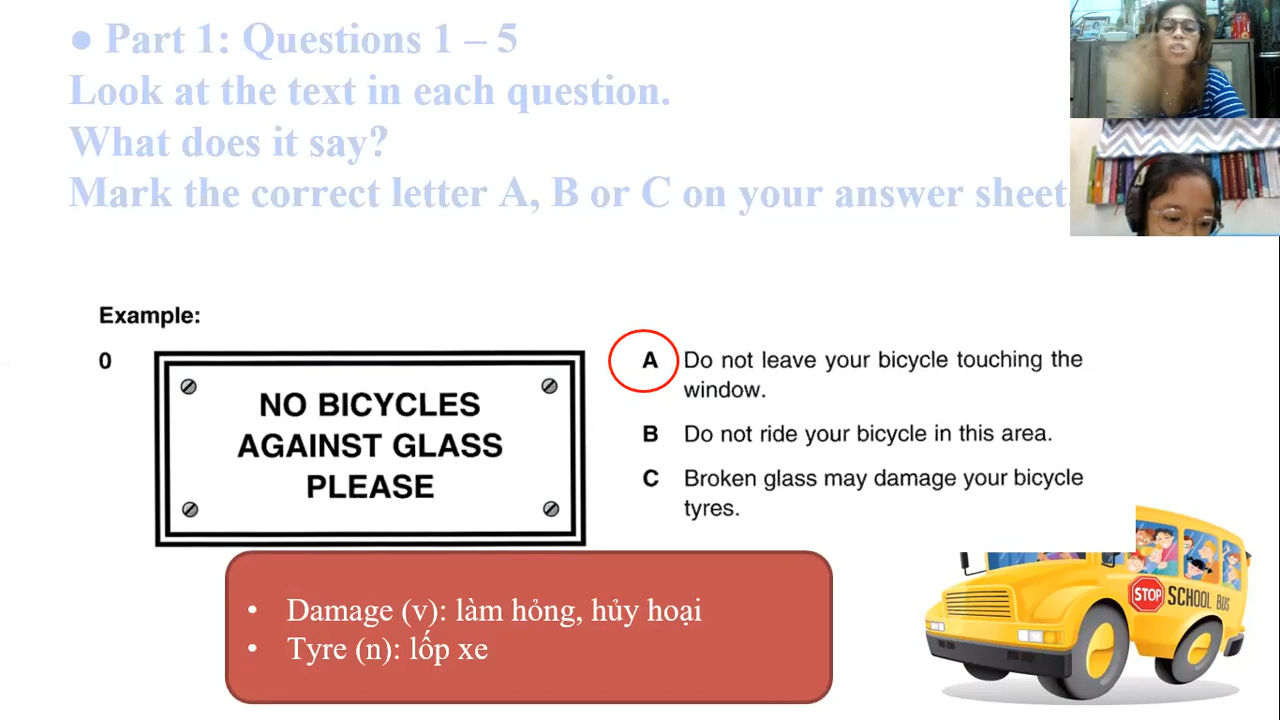 ● Part 1: Questions 1 – 5
Look at the text in each question.
What does it say?
Mark the correct letter A, B or C on your answer sheet.
Example:
0
NO BICYCLES
AGAINST GLASS
PLEASE
A Do not leave your bicycle touching the
window.
B Do not ride your bicycle in this area.
C Broken glass may damage your bicycle
tyres.
• Damage (v): làm hỏng, hủy hoại
• Tyre (n): lốp xe
STOP SCHOOL BUS